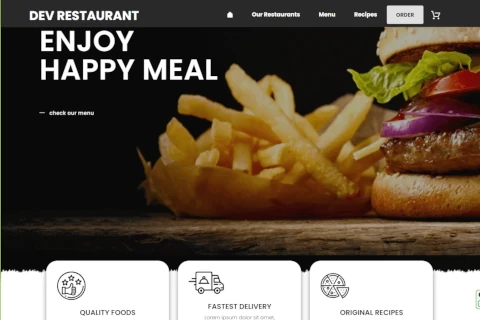 DEV RESTAURANT
Our Restaurants
Menu
Recipes
ORDER
ENJOY
HAPPY MEAL
check our menu
QUALITY FOODS
FASTEST DELIVERY
Lorem ipsum dolor sit amet,
ORIGINAL RECIPES